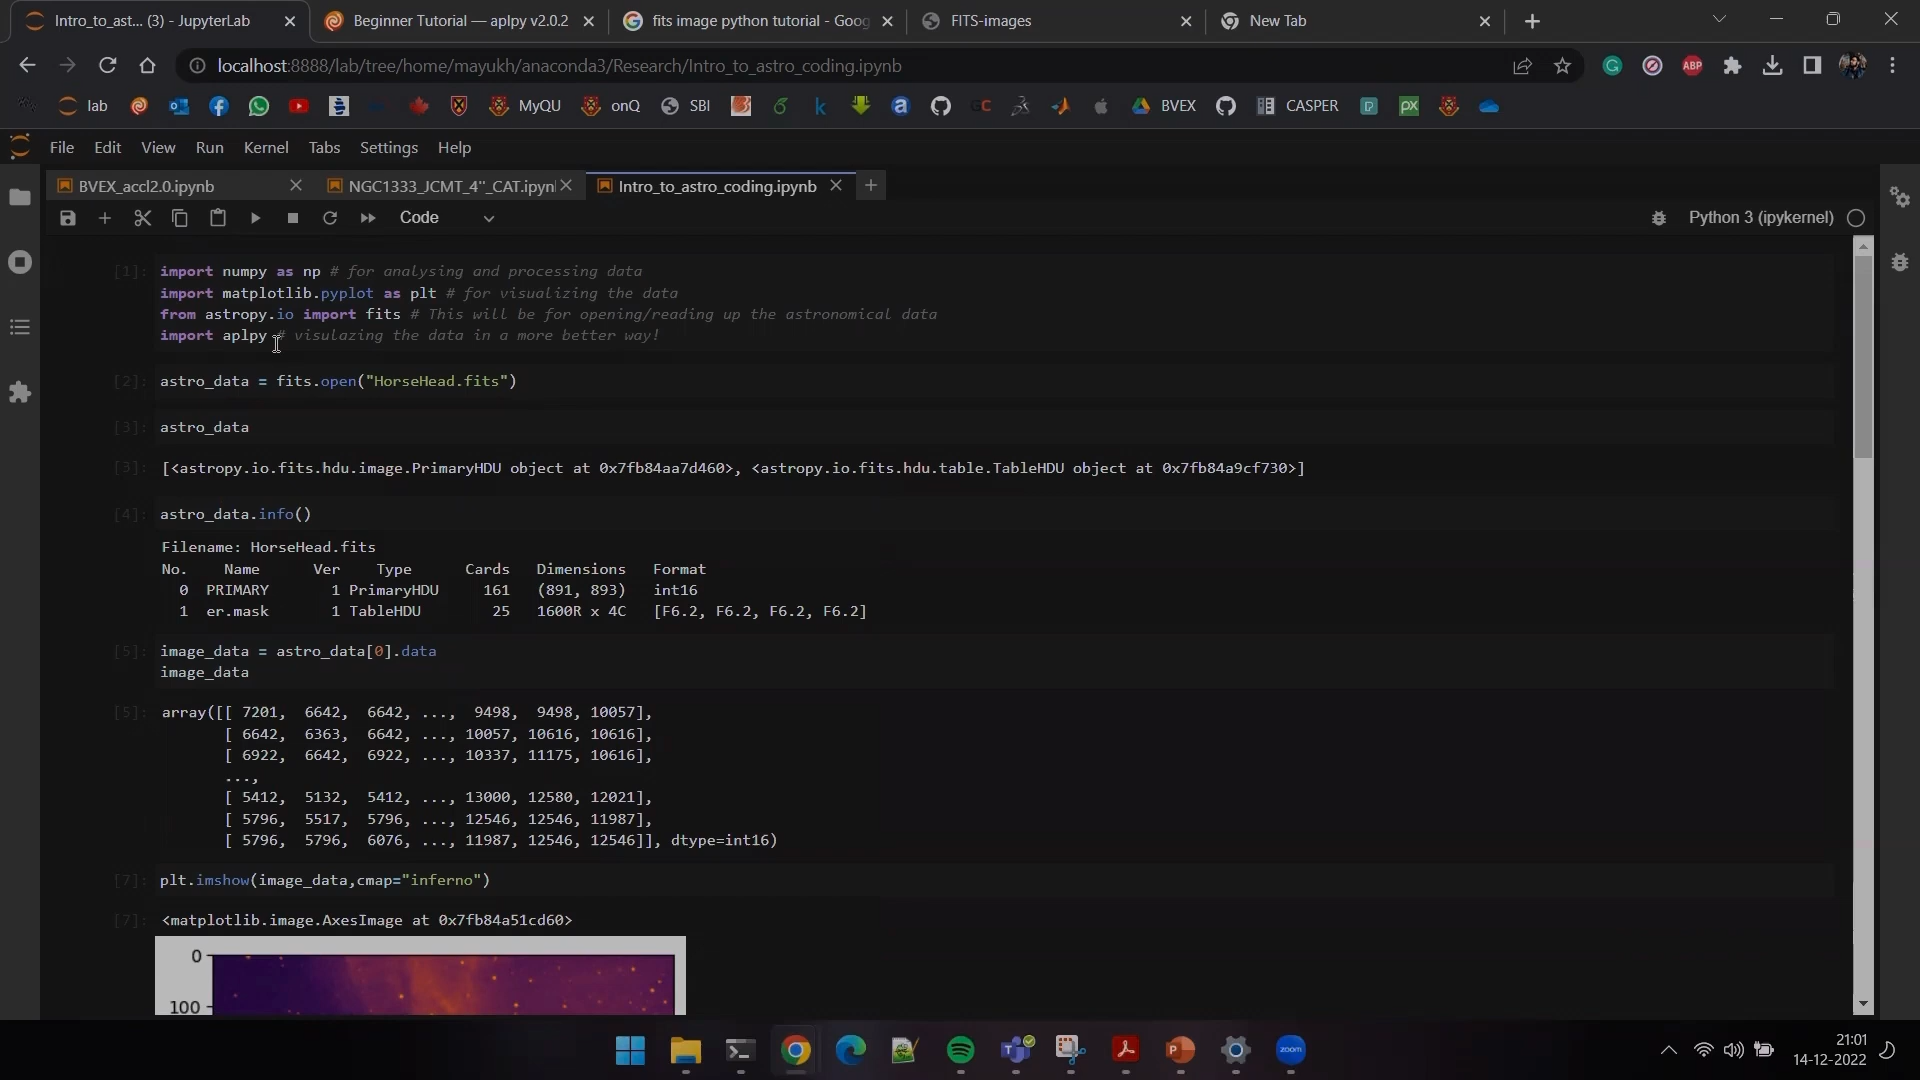 Intro_to_ast... (3) - JupyterLab
Beginner Tutorial — aplpy v2.0.2
fits image python tutorial - Goog
FITS-images
New Tab
localhost:8888/lab/tree/home/mayukh/anaconda3/Research/Intro_to_astro_coding.ipynb
ABP
lab
MyQU
onQ
SBI
k
a
GC
BVEX
CASPER
P
px
File
Edit
View
Run
Kernel
Tabs
Settings
Help
BVEX_accl2.0.ipynb
NGC1333_JCMT_4''_CAT.ipynl
Intro_to_astro_coding.ipynb
Code
Python 3 (ipykernel)
[1]: import numpy as np # for analysing and processing data
import matplotlib.pyplot as plt # for visualizing the data
from astropy.io import fits # This will be for opening/reading up the astronomical data
import aplpy # visulazing the data in a more better way!
[2]: astro_data = fits.open("HorseHead.fits")
[3]: astro_data
[3]: [<astropy.io.fits.hdu.image.PrimaryHDU object at 0x7fb84aa7d460>, <astropy.io.fits.hdu.table.TableHDU object at 0x7fb84a9cf730>]
[4]: astro_data.info()
Filename: HorseHead.fits
No. Name Ver Type Cards Dimensions Format
0 PRIMARY 1 PrimaryHDU 161 (891, 893) int16
1 er.mask 1 TableHDU 25 1600R x 4C [F6.2, F6.2, F6.2, F6.2]
[5]: image_data = astro_data[0].data
image_data
[5]: array([[ 7201, 6642, 6642, ..., 9498, 9498, 10057],
[ 6642, 6363, 6642, ..., 10057, 10616, 10616],
[ 6922, 6642, 6922, ..., 10337, 11175, 10616],
...,
[ 5412, 5132, 5412, ..., 13000, 12580, 12021],
[ 5796, 5517, 5796, ..., 12546, 12546, 11987],
[ 5796, 5796, 6076, ..., 11987, 12546, 12546]], dtype=int16)
[7]: plt.imshow(image_data,cmap="inferno")
[7]: <matplotlib.image.AxesImage at 0x7fb84a51cd60>
0
100
zoom
21:01
14-12-2022